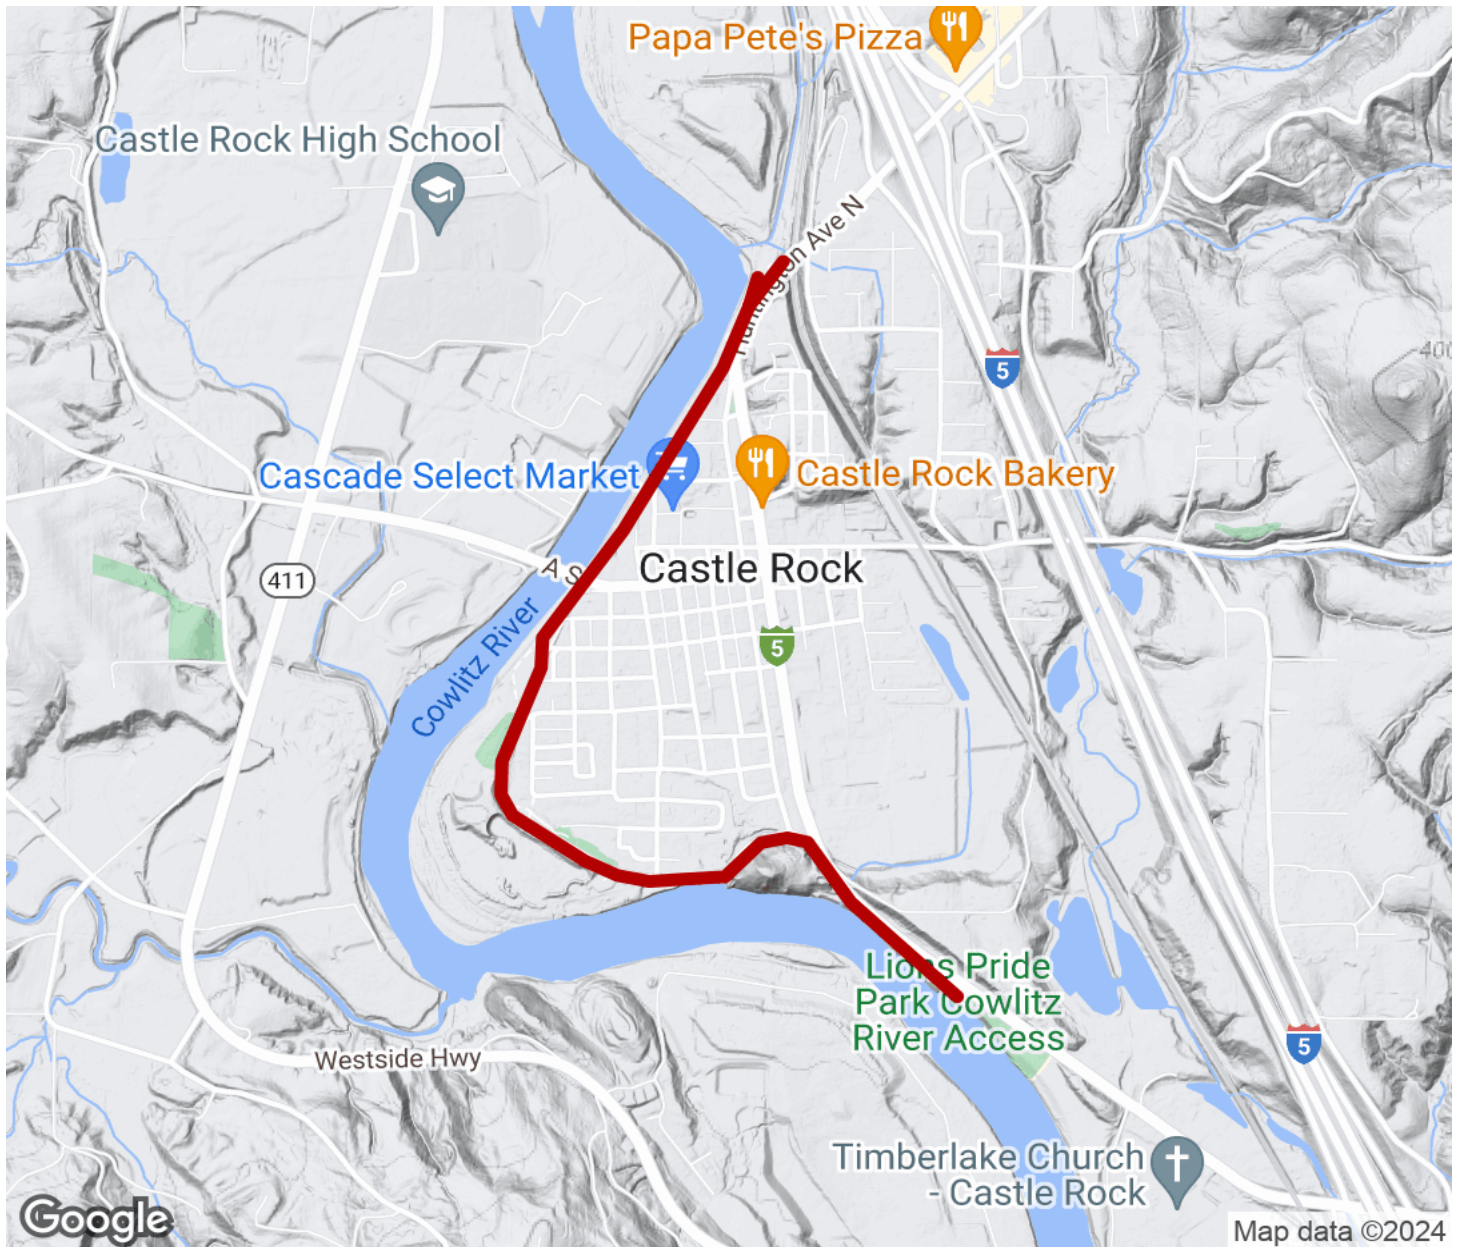 Papa Pete's Pizza
Castle Rock High School
Huntington Ave N
5
400
Cascade Select Market
Castle Rock Bakery
A S
Castle Rock
411
Cowlitz River
5
Lions Pride
Park Cowlitz
River Access
Westside Hwy
5
Timberlake Church
- Castle Rock
Google
Map data ©2024